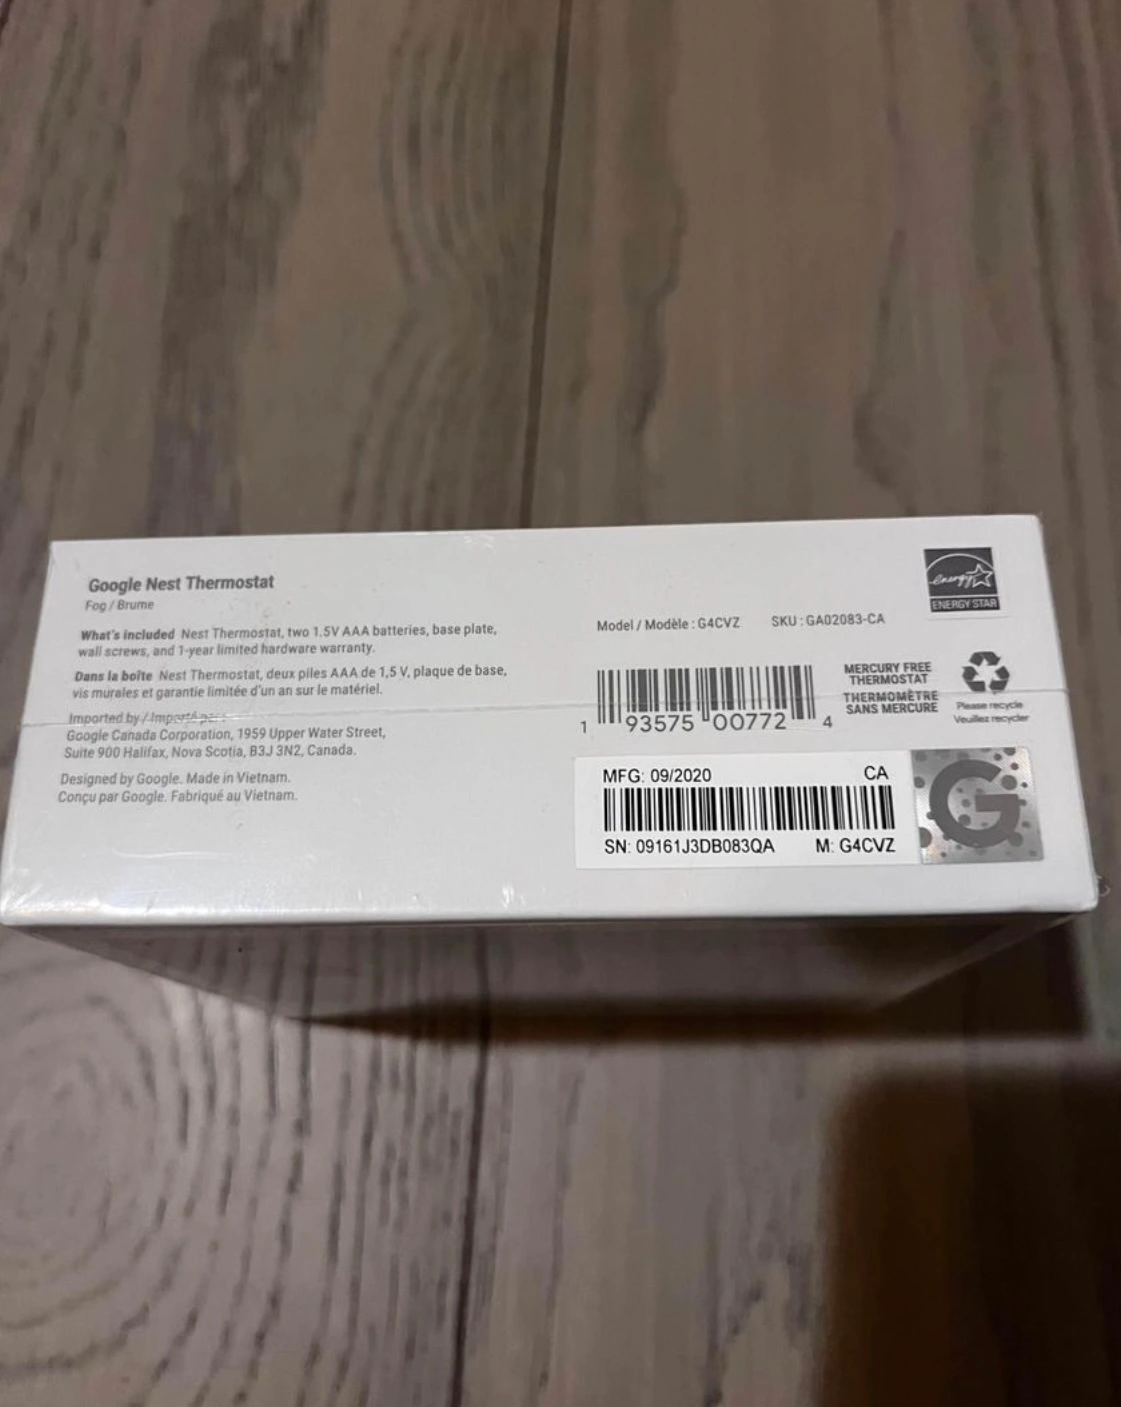 Google Nest Thermostat
Fog / Brume
What's included Nest Thermostat, two 1.5V AAA batteries, base plate,
wall screws, and 1-year limited hardware warranty.
Dans la boîte Nest Thermostat, deux piles AAA de 1,5 V, plaque de base,
vis murales et garantie limitée d'un an sur le matériel.
Imported by / Importé par :
Google Canada Corporation, 1959 Upper Water Street,
Suite 900 Halifax, Nova Scotia, B3J 3N2, Canada.
Designed by Google. Made in Vietnam.
Conçu par Google. Fabriqué au Vietnam.
Model / Modèle : G4CVZ SKU : GA02083-CA
1 93575 00772 4
MERCURY FREE
THERMOSTAT
THERMOMÈTRE
SANS MERCURE
energy
ENERGY STAR
Please recycle
Veuillez recycler
MFG: 09/2020 CA
SN: 09161J3DB083QA M: G4CVZ
G